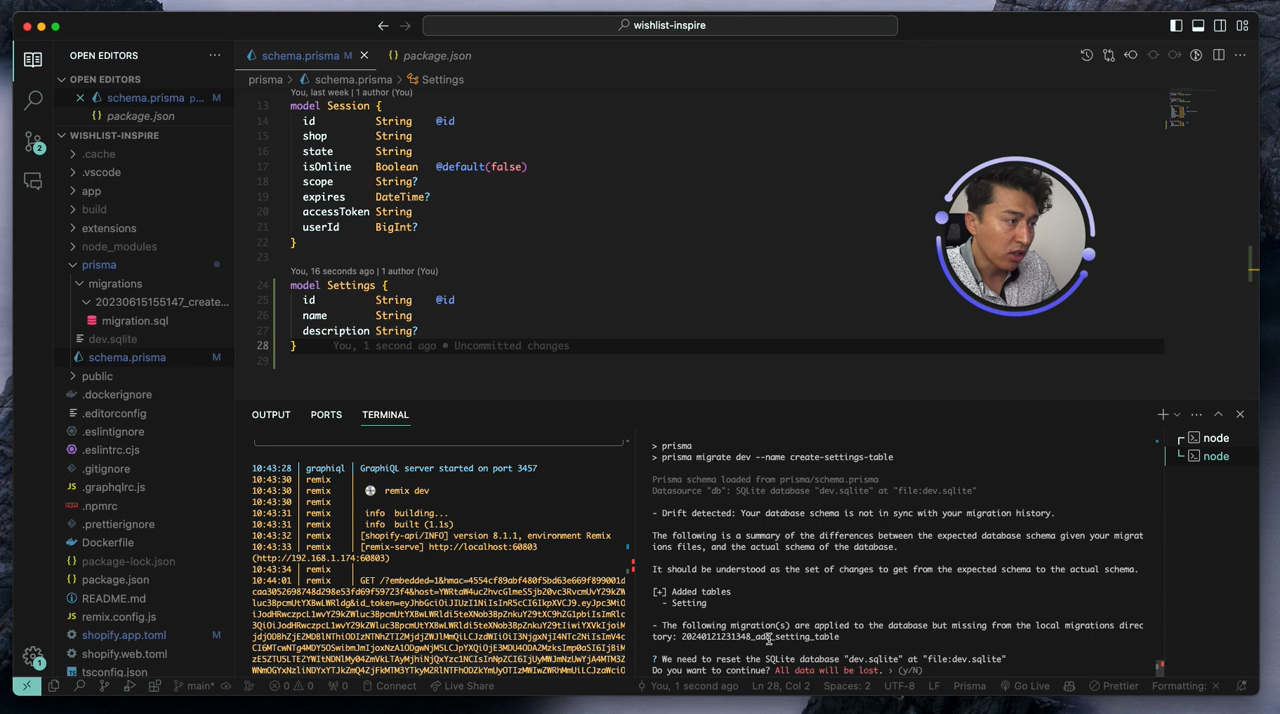 wishlist-inspire
OPEN EDITORS
OPEN EDITORS
schema.prisma p... M
package.json
WISHLIST-INSPIRE
.cache
.vscode
app
build
extensions
node_modules
prisma
migrations
20230615155147_create...
migration.sql
dev.sqlite
schema.prisma M
public
.dockerignore
.editorconfig
.eslintignore
.eslintrc.cjs
.gitignore
.graphqlrc.js
.npmrc
.prettierignore
Dockerfile
package-lock.json
package.json
README.md
remix.config.js
shopify.app.toml
shopify.web.toml
tsconfig.json
schema.prisma M
package.json
prisma > schema.prisma > Settings
You, last week | 1 author (You)
13 model Session {
14 id String @id
15 shop String
16 state String
17 isOnline Boolean @default(false)
18 scope String?
19 expires DateTime?
20 accessToken String
21 userId BigInt?
22 }
23
You, 16 seconds ago | 1 author (You)
24 model Settings {
25 id String @id
26 name String
27 description String?
28 } You, 1 second ago • Uncommitted changes
29
OUTPUT PORTS TERMINAL
10:43:28 graphiql GraphiQL server started on port 3457
10:43:30 remix
10:43:30 remix remix dev
10:43:30 remix
10:43:31 remix info building...
10:43:31 remix info built (1.1s)
10:43:32 remix [shopify-api/INFO] version 8.1.1, environment Remix
10:43:33 remix [remix-serve] http://localhost:60803
(http://192.168.1.174:60803)
10:43:34 remix
10:44:01 remix GET /?embedded=1&hmac=
> prisma
> prisma migrate dev --name create-settings-table
Prisma schema loaded from prisma/schema.prisma
Datasource "db": SQLite database "dev.sqlite" at "file:dev.sqlite"
- Drift detected: Your database schema is not in sync with your migration history.
The following is a summary of the differences between the expected database schema given your migrat
ions files, and the actual schema of the database.
It should be understood as the set of changes to get from the expected schema to the actual schema.
[+] Added tables
- Setting
- The following migration(s) are applied to the database but missing from the local migrations direc
tory: 20240121231348_add_setting_table
? We need to reset the SQLite database "dev.sqlite" at "file:dev.sqlite"
Do you want to continue? All data will be lost. › (y/N)
node
node
main*
0 0 0
Connect
Live Share
You, 1 second ago
Ln 28, Col 2
Spaces: 2
UTF-8
LF
Prisma
Go Live
Prettier
Formatting: ×
2
1